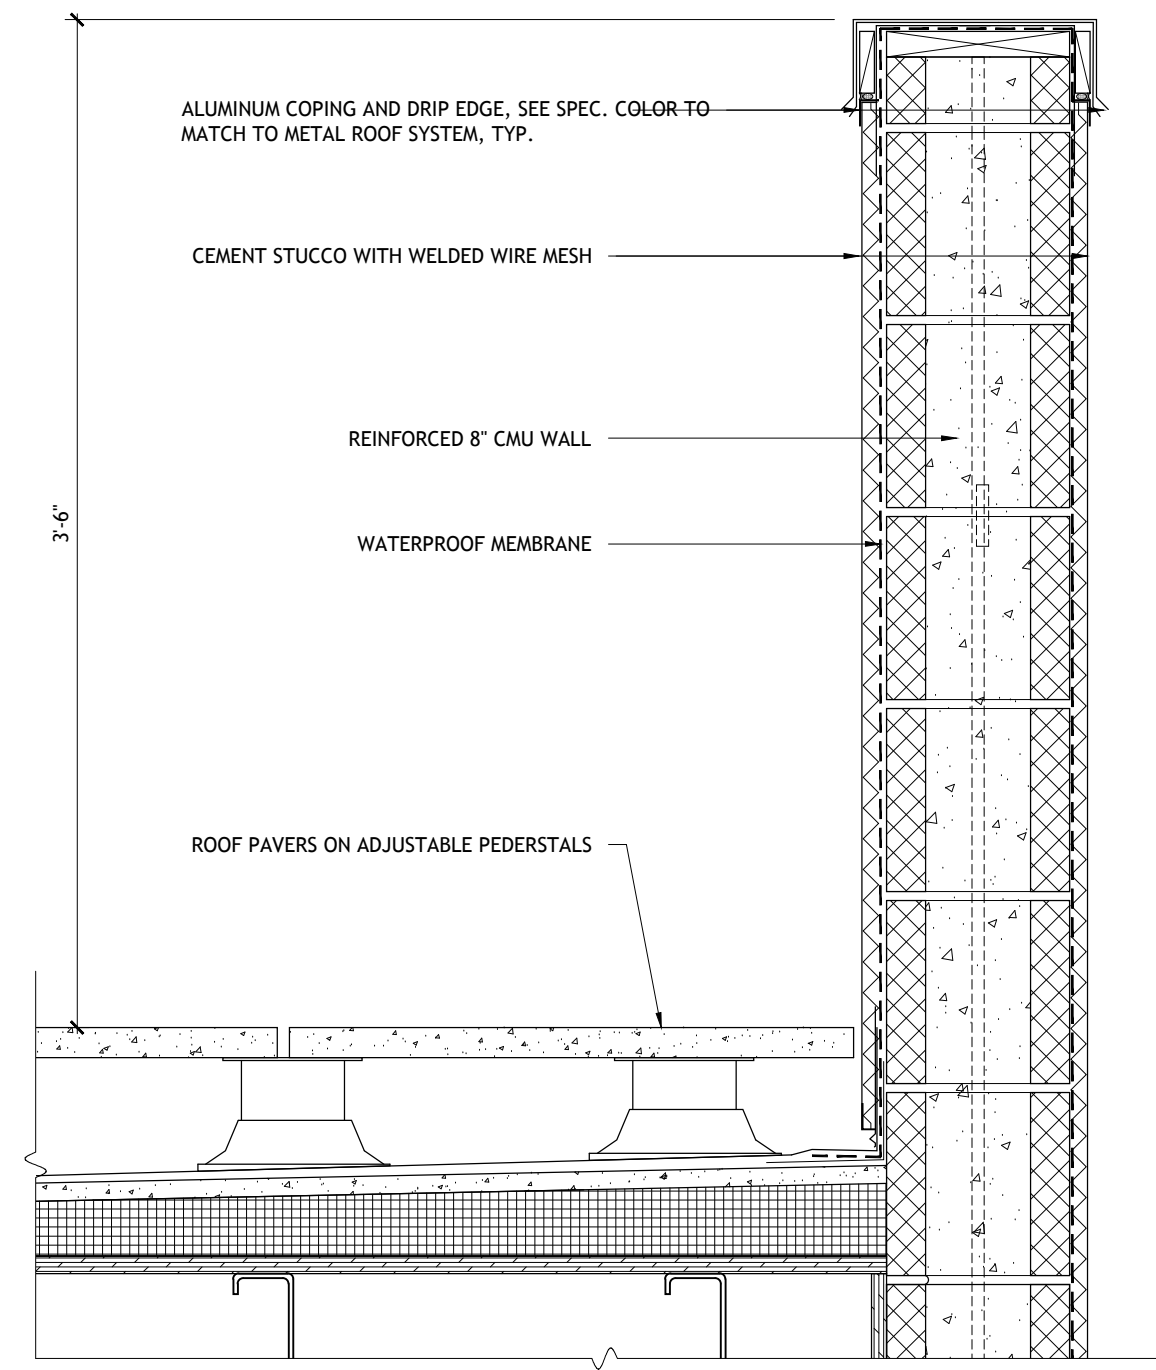 ALUMINUM COPING AND DRIP EDGE, SEE SPEC. COLOR TO
MATCH TO METAL ROOF SYSTEM, TYP.
CEMENT STUCCO WITH WELDED WIRE MESH
REINFORCED 8" CMU WALL
3'-6"
WATERPROOF MEMBRANE
ROOF PAVERS ON ADJUSTABLE PEDERSTALS